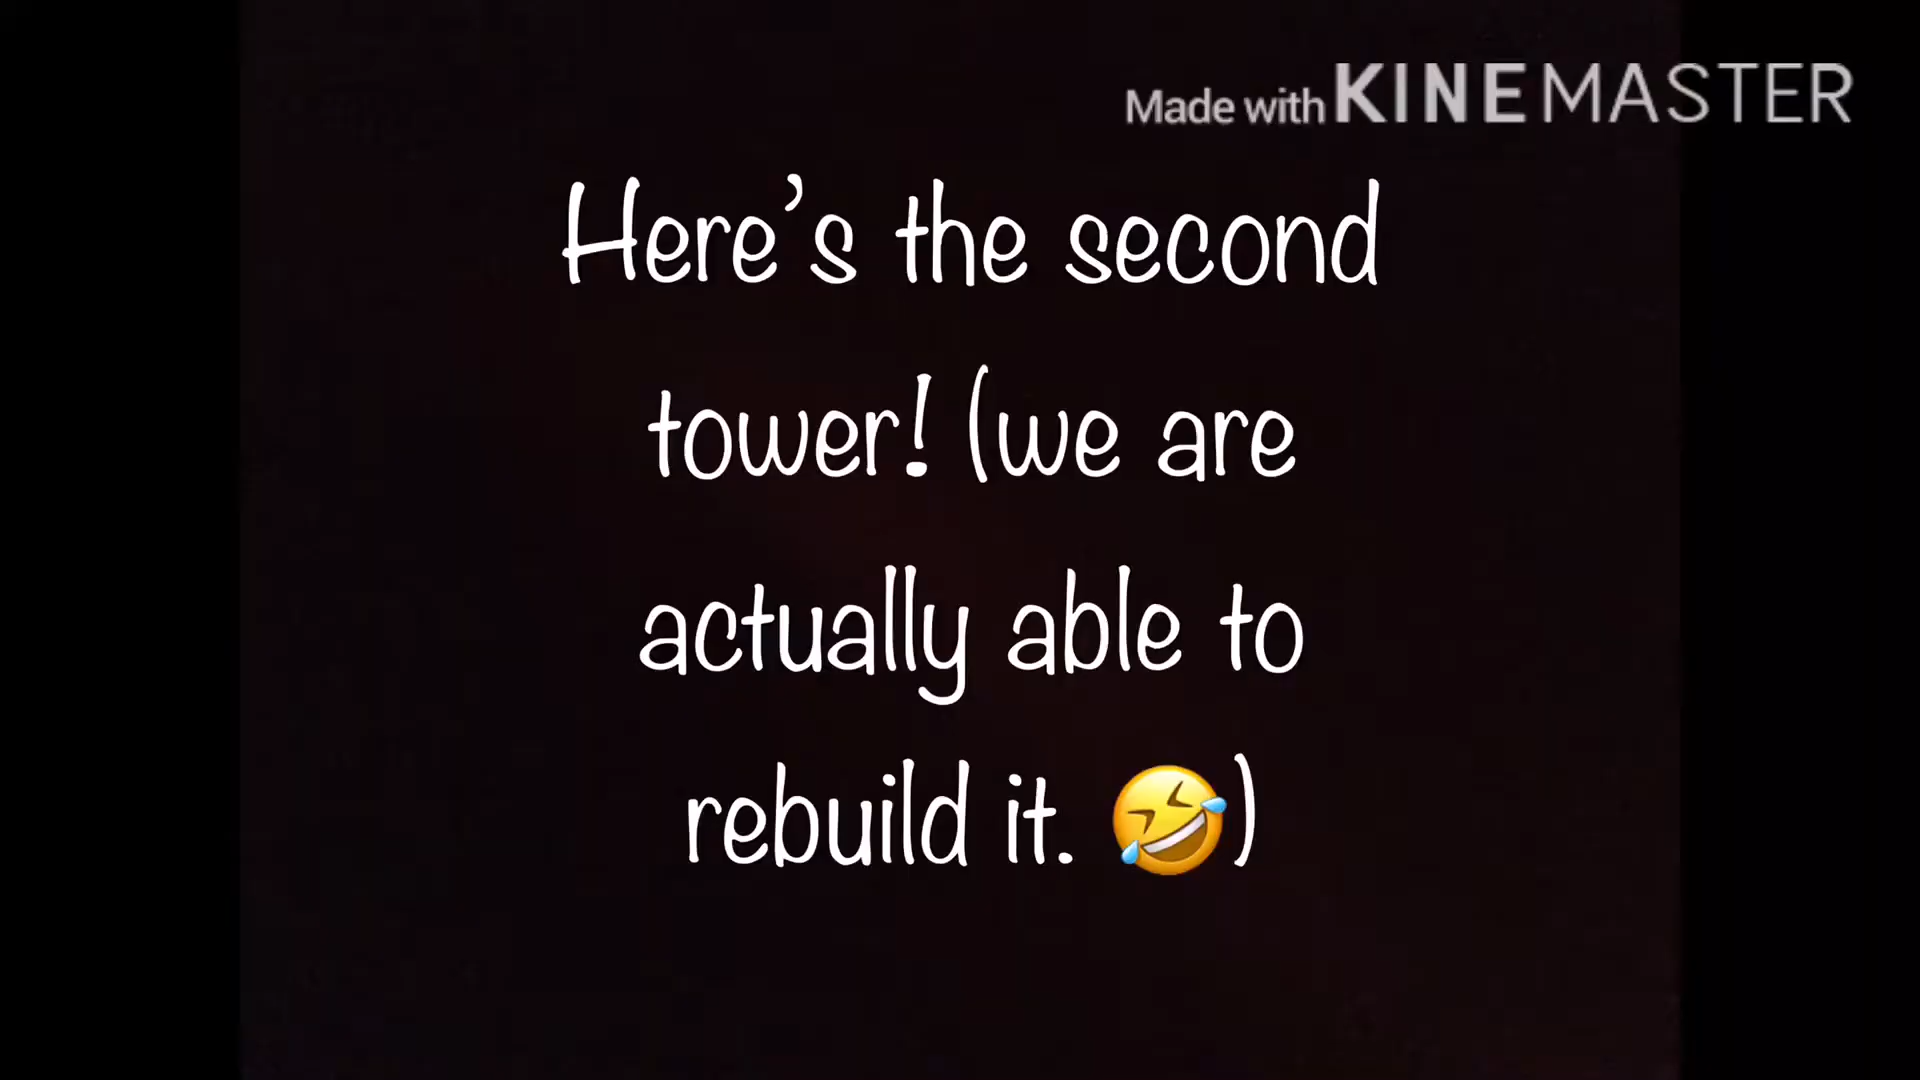 Made with KINEMASTER
Here’s the second
tower! (we are
actually able to
rebuild it. 🤣)